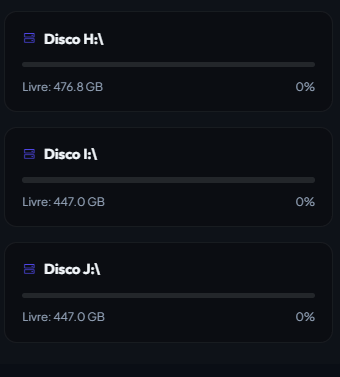 Disco H:\
Livre: 476.8 GB 0%
Disco I:\
Livre: 447.0 GB 0%
Disco J:\
Livre: 447.0 GB 0%